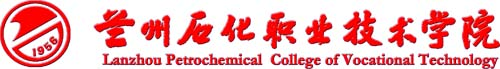 1956
兰州石化职业技术学院
Lanzhou Petrochemical College of Vocational Technology